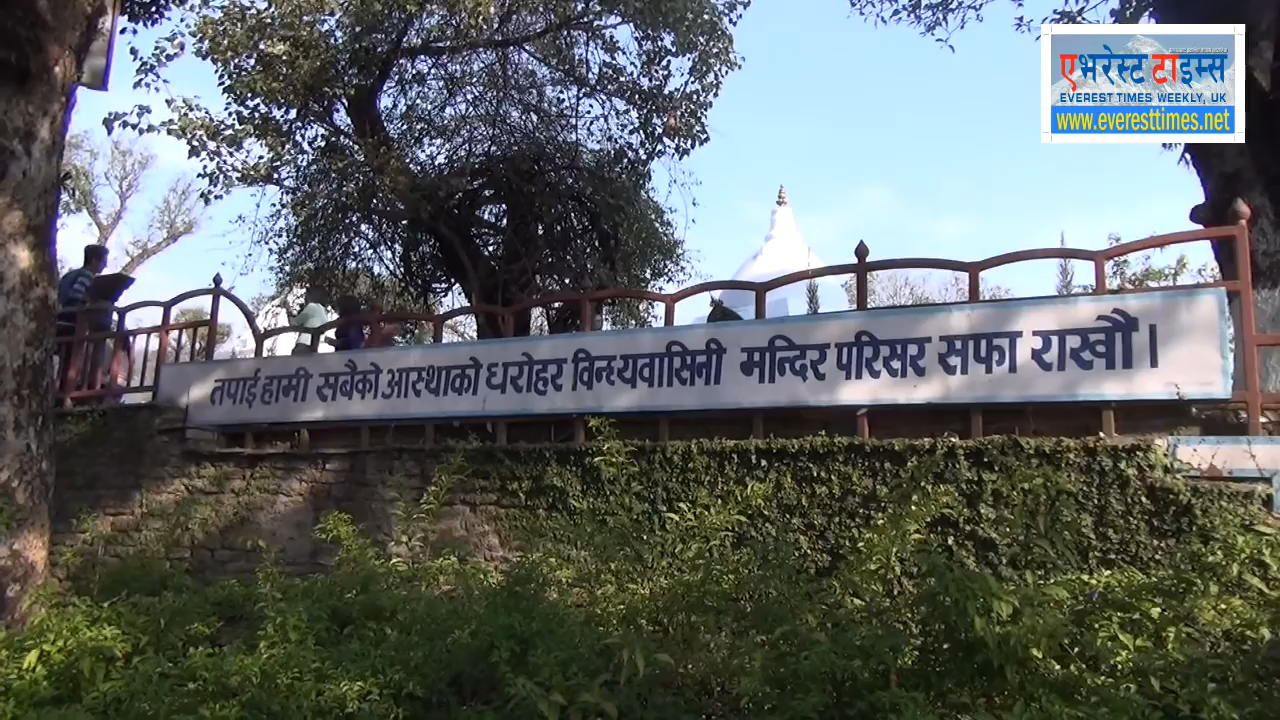 एभरेस्ट टाइम्स
EVEREST TIMES WEEKLY, UK
www.everesttimes.net
तपाई हामी सबैको आस्थाको धरोहर विन्ध्यवासिनी मन्दिर परिसर सफा राखौं ।